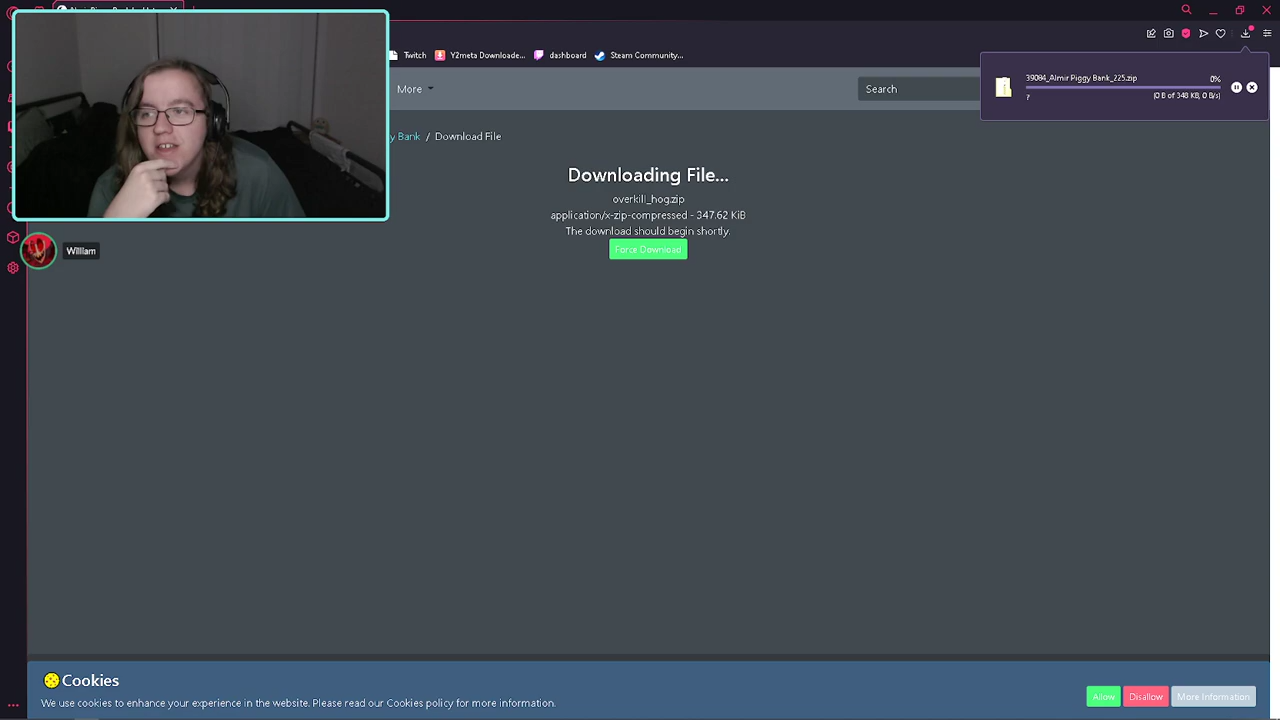 Twitch
Y2meta Downloade...
dashboard
Steam Community...
39084_Almir Piggy Bank_225.zip
0%
(0 B of 348 KB, 0 B/s)
?
More
Search
y Bank / Download File
Downloading File...
overkill_hog.zip
application/x-zip-compressed - 347.62 KiB
The download should begin shortly.
Force Download
William
Cookies
We use cookies to enhance your experience in the website. Please read our Cookies policy for more information.
Allow
Disallow
More Information